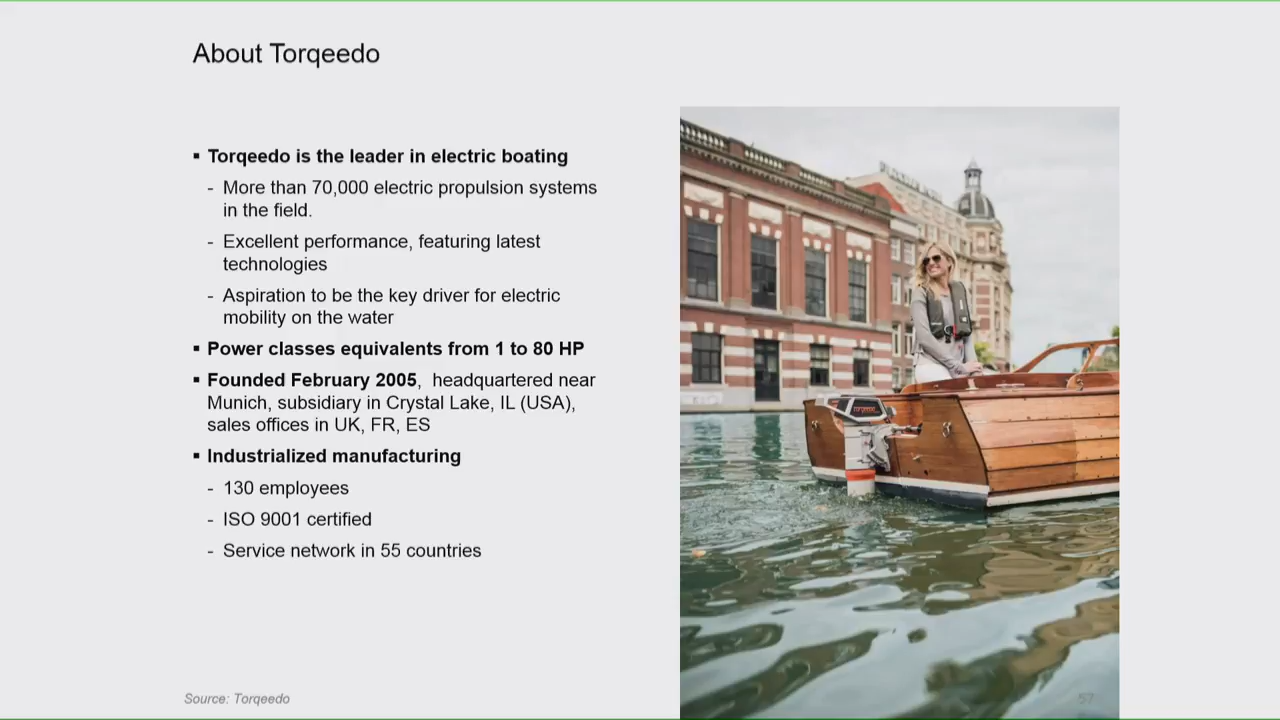 About Torqeedo
▪ Torqeedo is the leader in electric boating
- More than 70,000 electric propulsion systems
in the field.
- Excellent performance, featuring latest
technologies
- Aspiration to be the key driver for electric
mobility on the water
▪ Power classes equivalents from 1 to 80 HP
▪ Founded February 2005, headquartered near
Munich, subsidiary in Crystal Lake, IL (USA),
sales offices in UK, FR, ES
▪ Industrialized manufacturing
- 130 employees
- ISO 9001 certified
- Service network in 55 countries
torqeedo
Source: Torqeedo
57